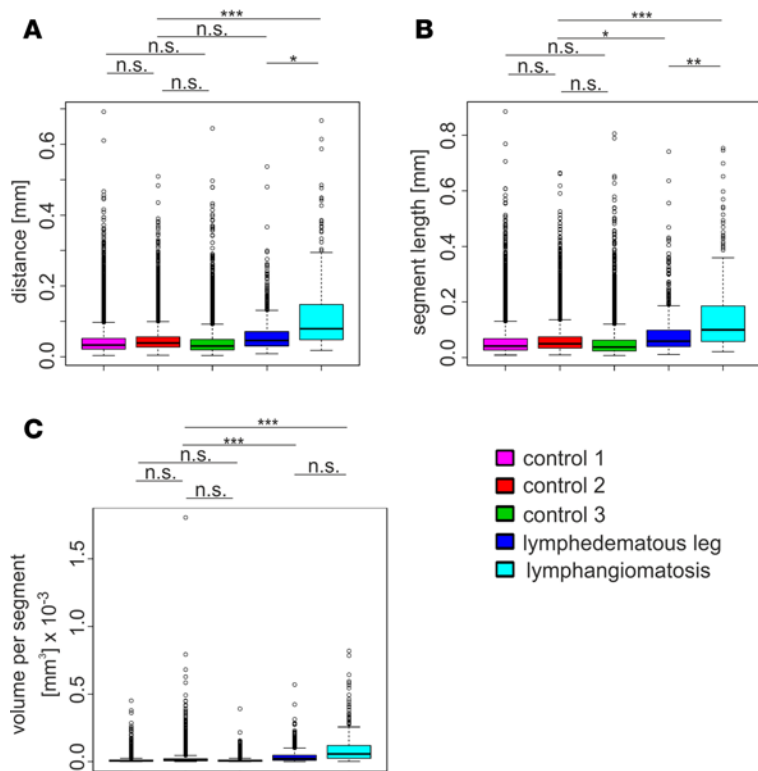 A
***
n.s.
n.s.
*
n.s.
n.s.
distance [mm]
0.6
0.4
0.2
0.0
B
***
*
n.s.
**
n.s.
n.s.
segment length [mm]
0.8
0.6
0.4
0.2
0.0
C
***
***
n.s.
n.s.
n.s.
n.s.
volume per segment
[mm³] x 10⁻³
1.5
1.0
0.5
0.0
control 1
control 2
control 3
lymphedematous leg
lymphangiomatosis